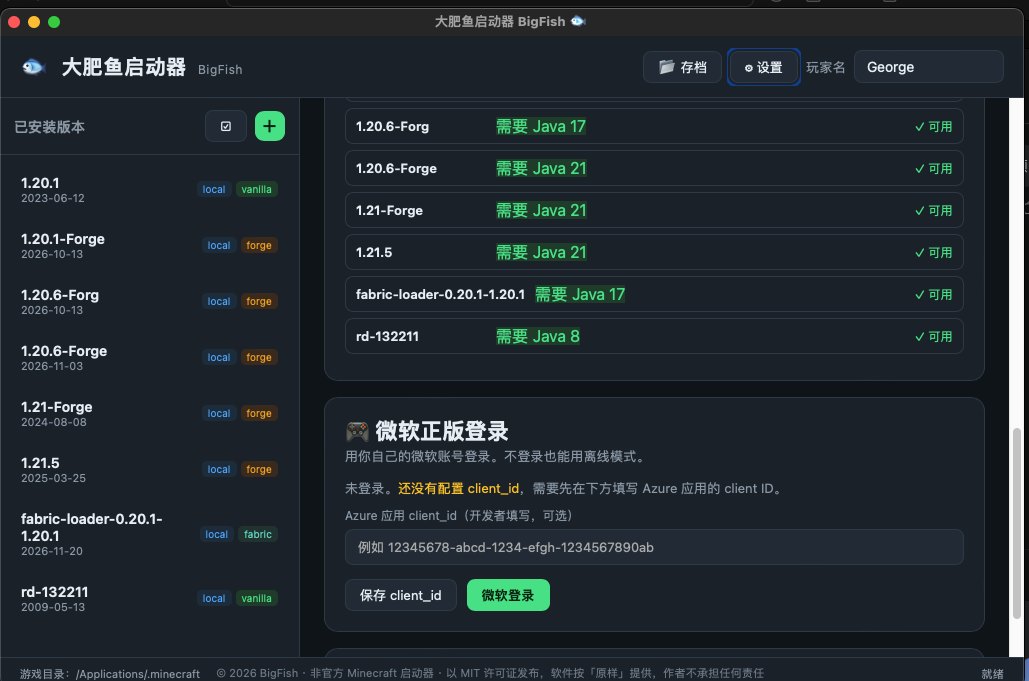 大肥鱼启动器 BigFish 🐟
大肥鱼启动器 BigFish
存档
设置
玩家名
George
已安装版本
+
1.20.1
2023-06-12
local vanilla
1.20.1-Forge
2026-10-13
local forge
1.20.6-Forg
2026-10-13
local forge
1.20.6-Forge
2026-11-03
local forge
1.21-Forge
2024-08-08
local forge
1.21.5
2025-03-25
local forge
fabric-loader-0.20.1-
1.20.1
2026-11-20
local fabric
rd-132211
2009-05-13
local vanilla
1.20.6-Forg 需要 Java 17 ✓ 可用
1.20.6-Forge 需要 Java 21 ✓ 可用
1.21-Forge 需要 Java 21 ✓ 可用
1.21.5 需要 Java 21 ✓ 可用
fabric-loader-0.20.1-1.20.1 需要 Java 17 ✓ 可用
rd-132211 需要 Java 8 ✓ 可用
🎮 微软正版登录
用你自己的微软账号登录。不登录也能用离线模式。
未登录。还没有配置 client_id，需要先在下方填写 Azure 应用的 client ID。
Azure 应用 client_id（开发者填写，可选）
例如 12345678-abcd-1234-efgh-1234567890ab
保存 client_id
微软登录
游戏目录：/Applications/.minecraft
© 2026 BigFish · 非官方 Minecraft 启动器 · 以 MIT 许可证发布，软件按「原样」提供，作者不承担任何责任
就绪